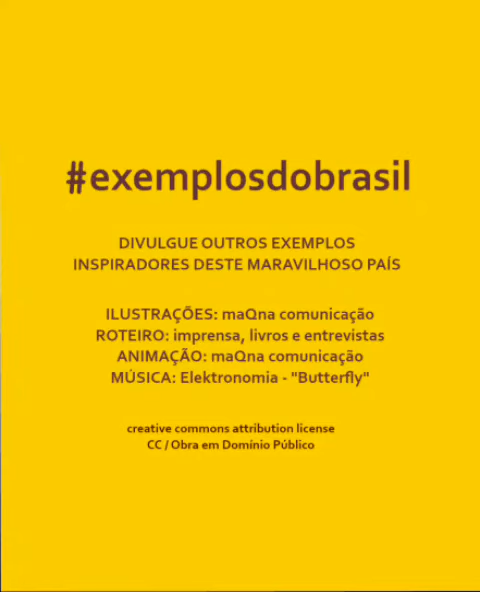 #exemplosdobrasil
DIVULGUE OUTROS EXEMPLOS
INSPIRADORES DESTE MARAVILHOSO PAÍS
ILUSTRAÇÕES: maQna comunicação
ROTEIRO: imprensa, livros e entrevistas
ANIMAÇÃO: maQna comunicação
MÚSICA: Elektronomia - "Butterfly"
creative commons attribution license
CC / Obra em Domínio Público